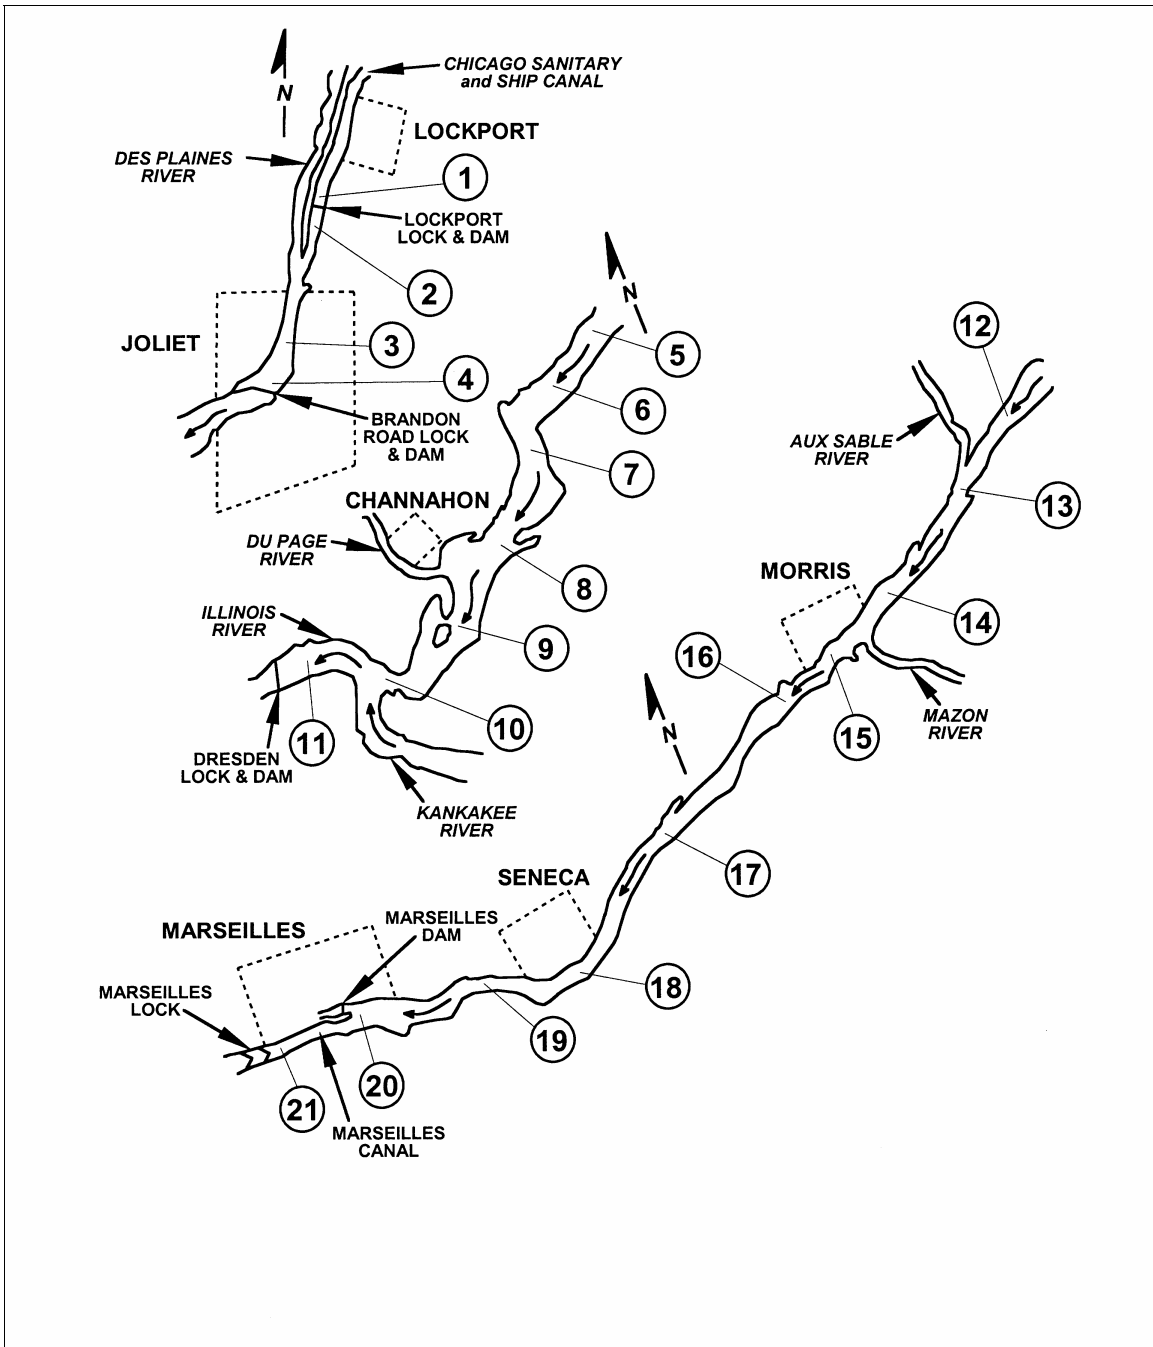 N
CHICAGO SANITARY
and SHIP CANAL
LOCKPORT
DES PLAINES
RIVER
1
LOCKPORT
LOCK & DAM
2
JOLIET
3
4
BRANDON
ROAD LOCK
& DAM
N
5
6
7
CHANNAHON
DU PAGE
RIVER
8
ILLINOIS
RIVER
9
10
11
DRESDEN
LOCK & DAM
KANKAKEE
RIVER
12
AUX SABLE
RIVER
13
MORRIS
14
16
15
MAZON
RIVER
N
17
SENECA
MARSEILLES
MARSEILLES
DAM
18
MARSEILLES
LOCK
19
20
21
MARSEILLES
CANAL